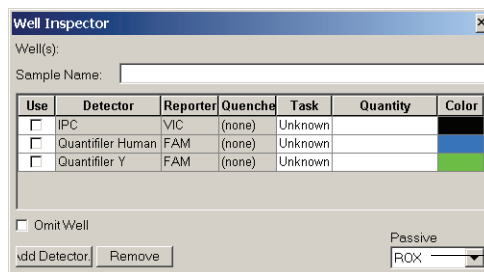 Well Inspector
Well(s):
Sample Name:
Use Detector Reporter Quenche Task Quantity Color
IPC VIC (none) Unknown
Quantifiler Human FAM (none) Unknown
Quantifiler Y FAM (none) Unknown
Omit Well
Passive
Add Detector. Remove ROX